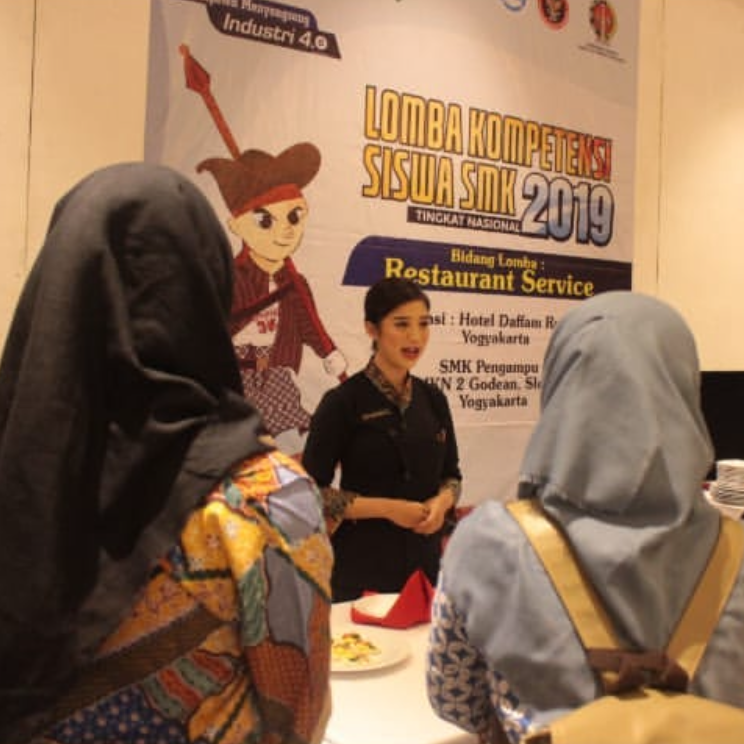 Menyongsong
Industri 4.0
LOMBA KOMPETENSI
SISWA SMK 2019
TINGKAT NASIONAL
Bidang Lomba :
Restaurant Service
: Hotel Daffam
Yogyakarta
SMK Pengampu
2 Godean,
Yogyakarta